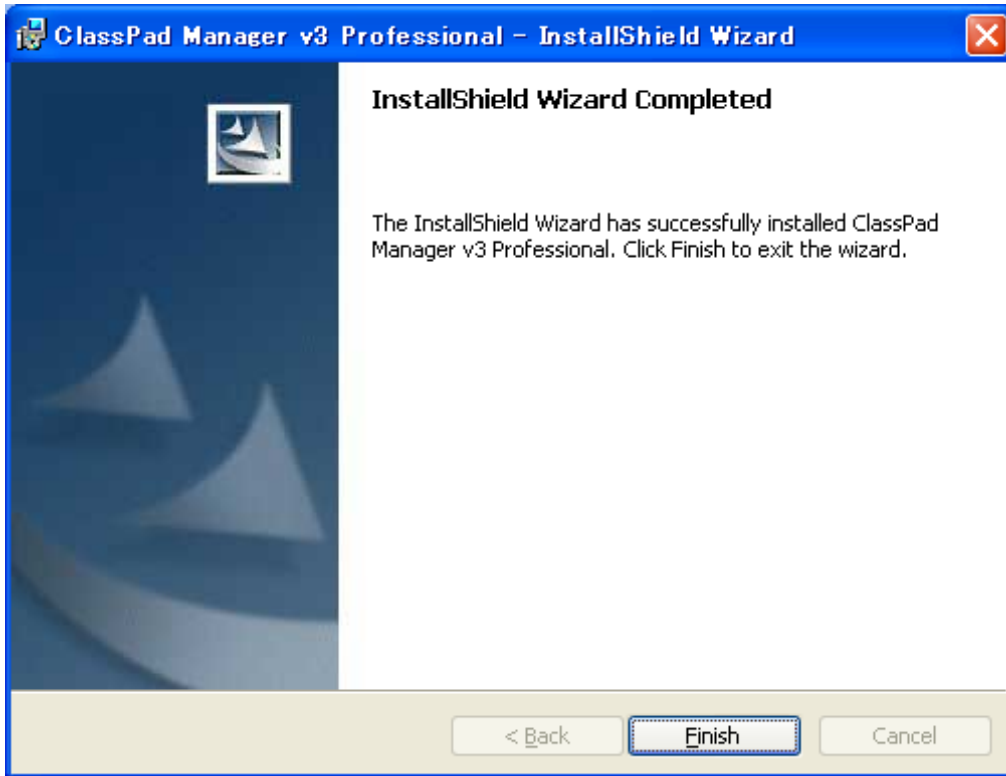 ClassPad Manager v3 Professional - InstallShield Wizard
InstallShield Wizard Completed
The InstallShield Wizard has successfully installed ClassPad
Manager v3 Professional. Click Finish to exit the wizard.
< Back
Finish
Cancel